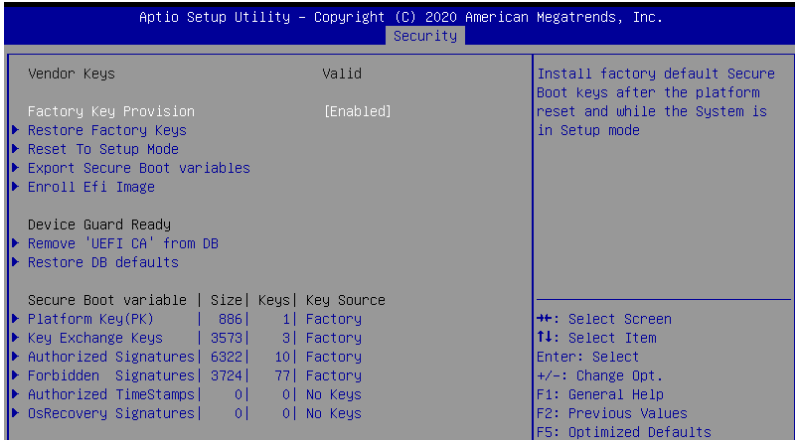 Aptio Setup Utility – Copyright (C) 2020 American Megatrends, Inc.
Security
Vendor Keys Valid
Factory Key Provision [Enabled]
Restore Factory Keys
Reset To Setup Mode
Export Secure Boot variables
Enroll Efi Image
Device Guard Ready
Remove 'UEFI CA' from DB
Restore DB defaults
Secure Boot variable | Size| Keys| Key Source
Platform Key(PK) | 886| 1| Factory
Key Exchange Keys | 3573| 3| Factory
Authorized Signatures| 6322| 10| Factory
Forbidden Signatures| 3724| 77| Factory
Authorized TimeStamps| 0| 0| No Keys
OsRecovery Signatures| 0| 0| No Keys
Install factory default Secure
Boot keys after the platform
reset and while the System is
in Setup mode
→←: Select Screen
↑↓: Select Item
Enter: Select
+/-: Change Opt.
F1: General Help
F2: Previous Values
F5: Optimized Defaults